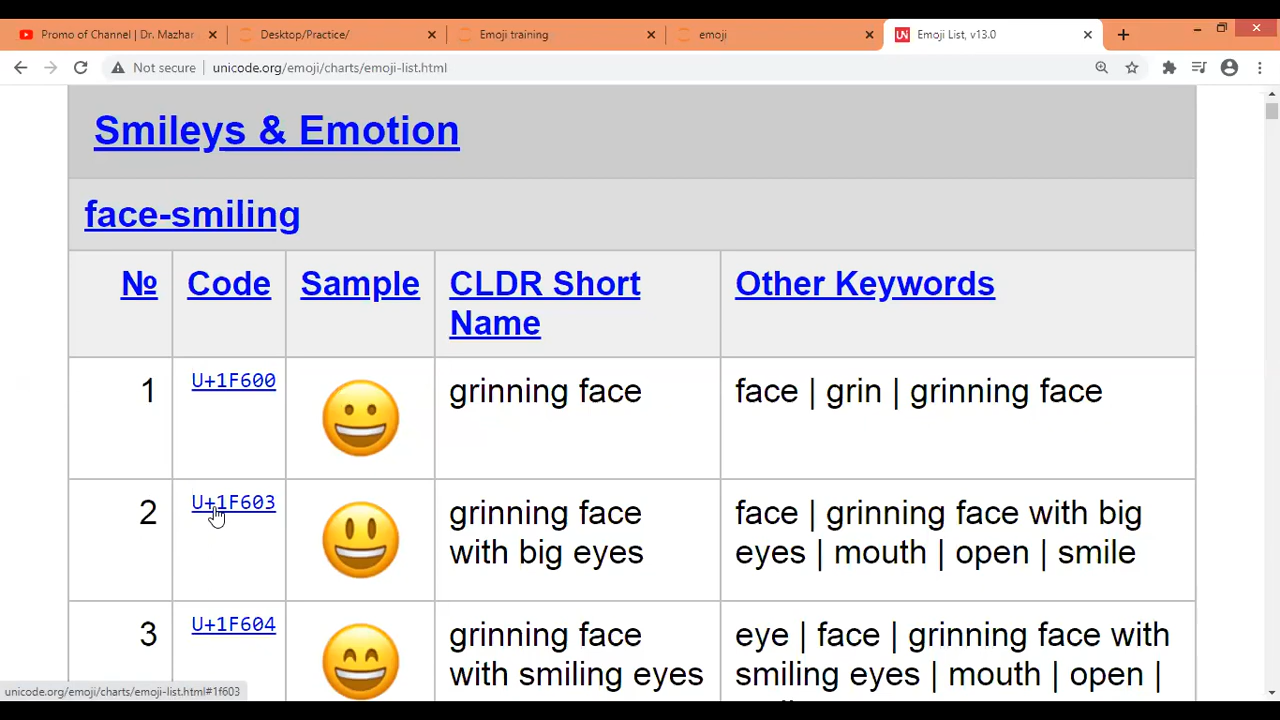 Promo of Channel | Dr. Mazhar
Desktop/Practice/
Emoji training
emoji
UN Emoji List, v13.0
Not secure | unicode.org/emoji/charts/emoji-list.html
Smileys & Emotion
face-smiling
№ Code Sample CLDR Short Other Keywords
Name
1 U+1F600 😀 grinning face face | grin | grinning face
2 U+1F603 😃 grinning face face | grinning face with big
with big eyes eyes | mouth | open | smile
3 U+1F604 😄 grinning face eye | face | grinning face with
with smiling eyes smiling eyes | mouth | open |
unicode.org/emoji/charts/emoji-list.html#1f603